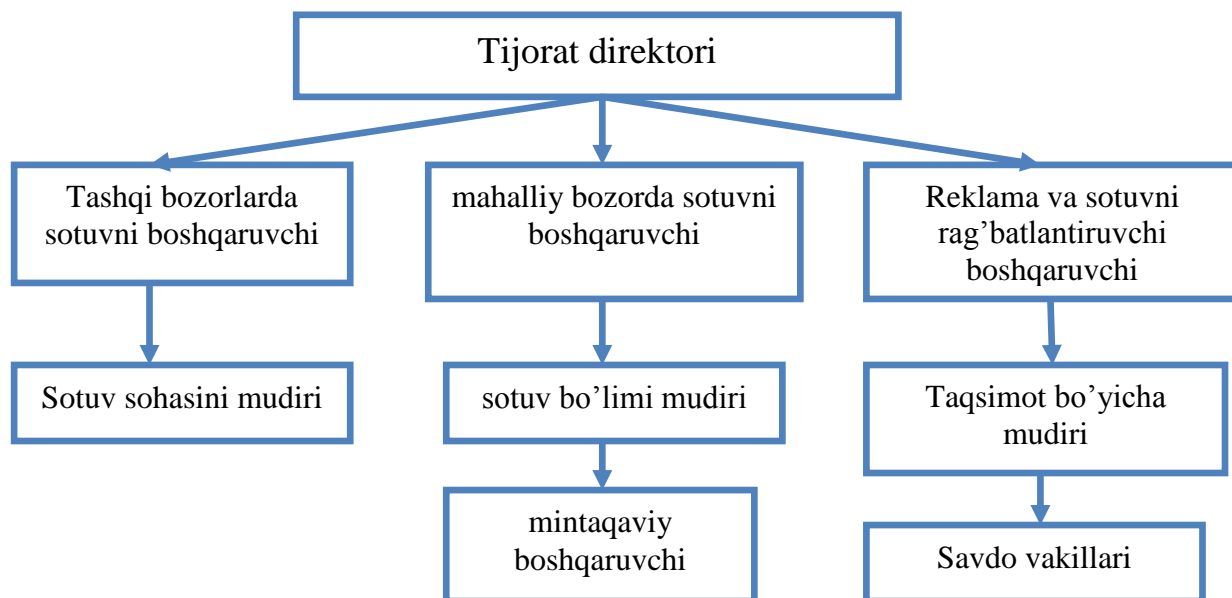 Tijorat direktori
Tashqi bozorlarda
sotuvni boshqaruvchi
mahalliy bozorda sotuvni
boshqaruvchi
Reklama va sotuvni
rag’batlantiruvchi
boshqaruvchi
Sotuv sohasini mudiri
sotuv bo’limi mudiri
Taqsimot bo’yicha
mudiri
mintaqaviy
boshqaruvchi
Savdo vakillari